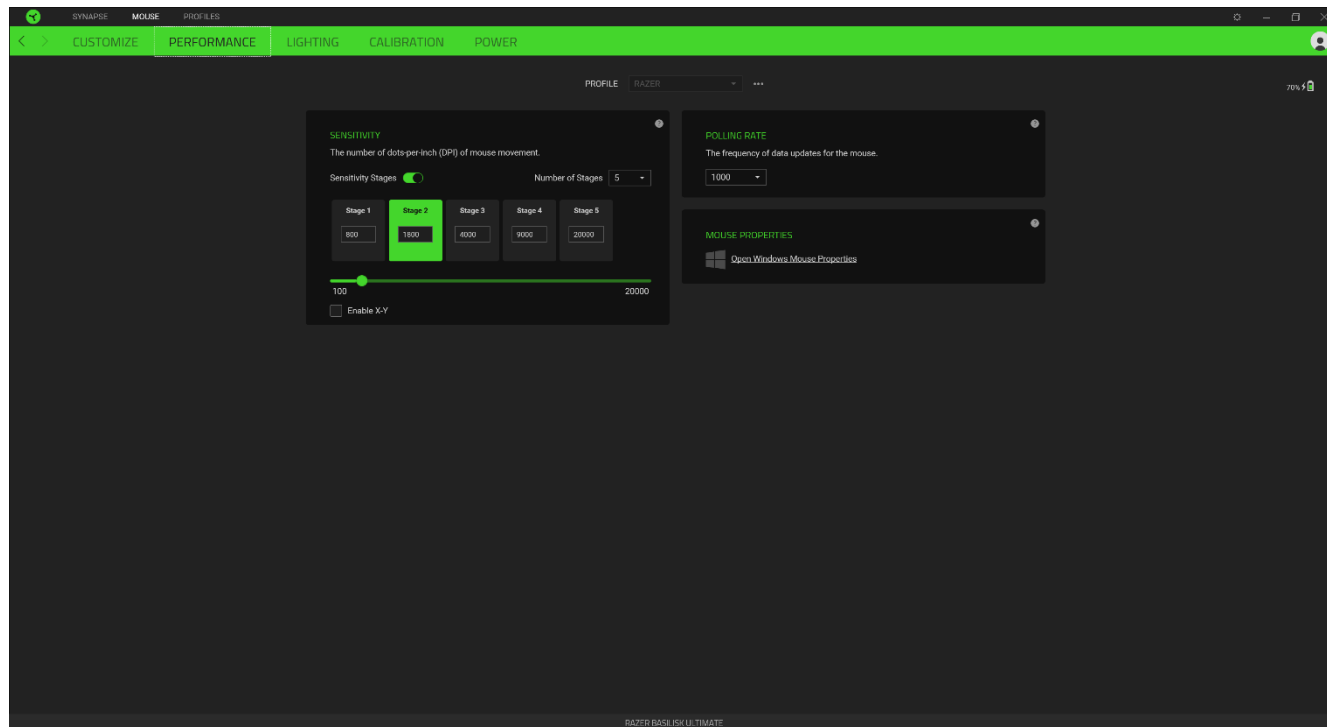 SYNAPSE MOUSE PROFILES
CUSTOMIZE PERFORMANCE LIGHTING CALIBRATION POWER
PROFILE RAZER
70%
SENSITIVITY
The number of dots-per-inch (DPI) of mouse movement.
Sensitivity Stages Number of Stages 5
Stage 1 Stage 2 Stage 3 Stage 4 Stage 5
800 1800 4000 9000 20000
100 20000
Enable X-Y
POLLING RATE
The frequency of data updates for the mouse.
1000
MOUSE PROPERTIES
Open Windows Mouse Properties
RAZER BASILISK ULTIMATE